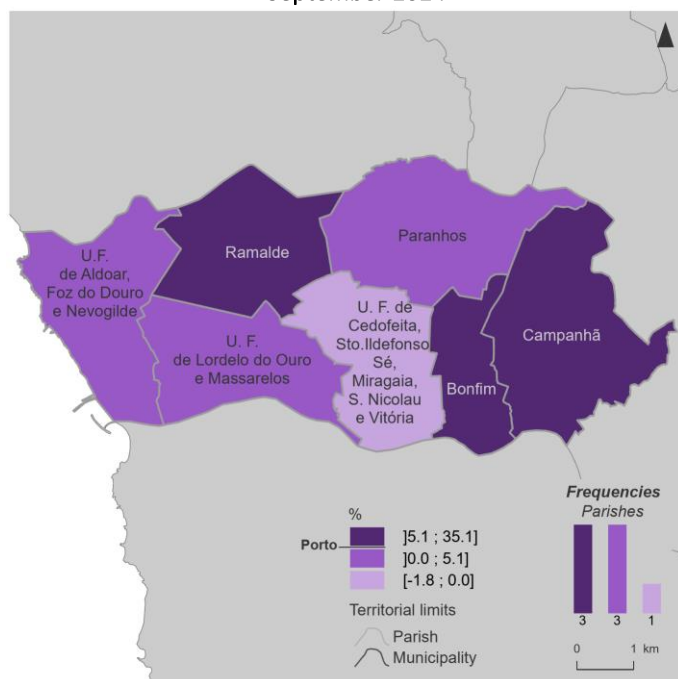 Ramalde
Paranhos
U.F.
de Aldoar,
Foz do Douro
e Nevogilde
U. F.
de Lordelo do Ouro
e Massarelos
U. F. de
Cedofeita,
Sto.Ildefonso,
Sé,
Miragaia,
S. Nicolau
e Vitória
Bonfim
Campanhã
%
Porto
]5.1 ; 35.1]
]0.0 ; 5.1]
[-1.8 ; 0.0]
Territorial limits
Parish
Municipality
Frequencies
Parishes
3 3 1
0 1 km